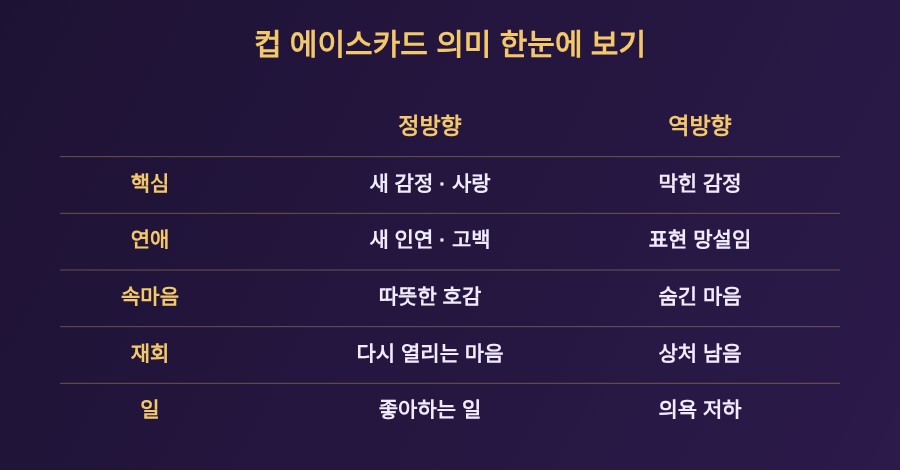 컵 에이스카드 의미 한눈에 보기
정방향 역방향
핵심 새 감정 · 사랑 막힌 감정
연애 새 인연 · 고백 표현 망설임
속마음 따뜻한 호감 숨긴 마음
재회 다시 열리는 마음 상처 남음
일 좋아하는 일 의욕 저하